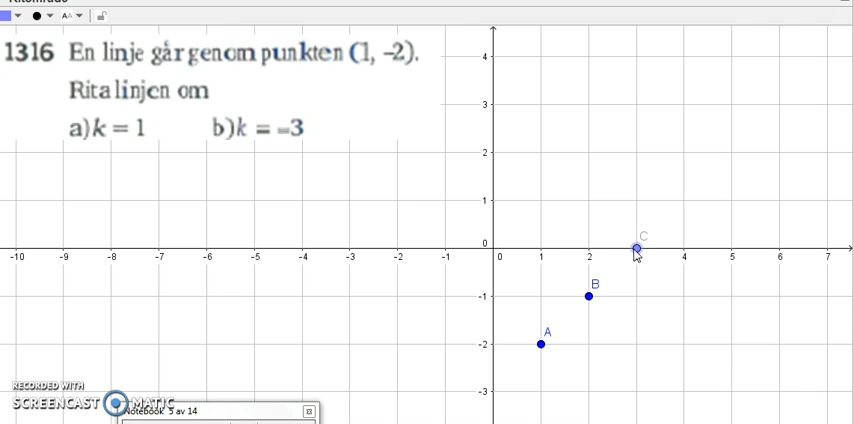 AA
1316 En linje går genom punkten (1, –2).
Rita linjen om
a) k = 1 b) k = –3
4
3
2
1
0
-10 -9 -8 -7 -6 -5 -4 -3 -2 -1 0 1 2 3 4 5 6 7
C
B
-1
A
-2
-3
RECORDED WITH
SCREENCAST MATIC
Notebook 5 av 14